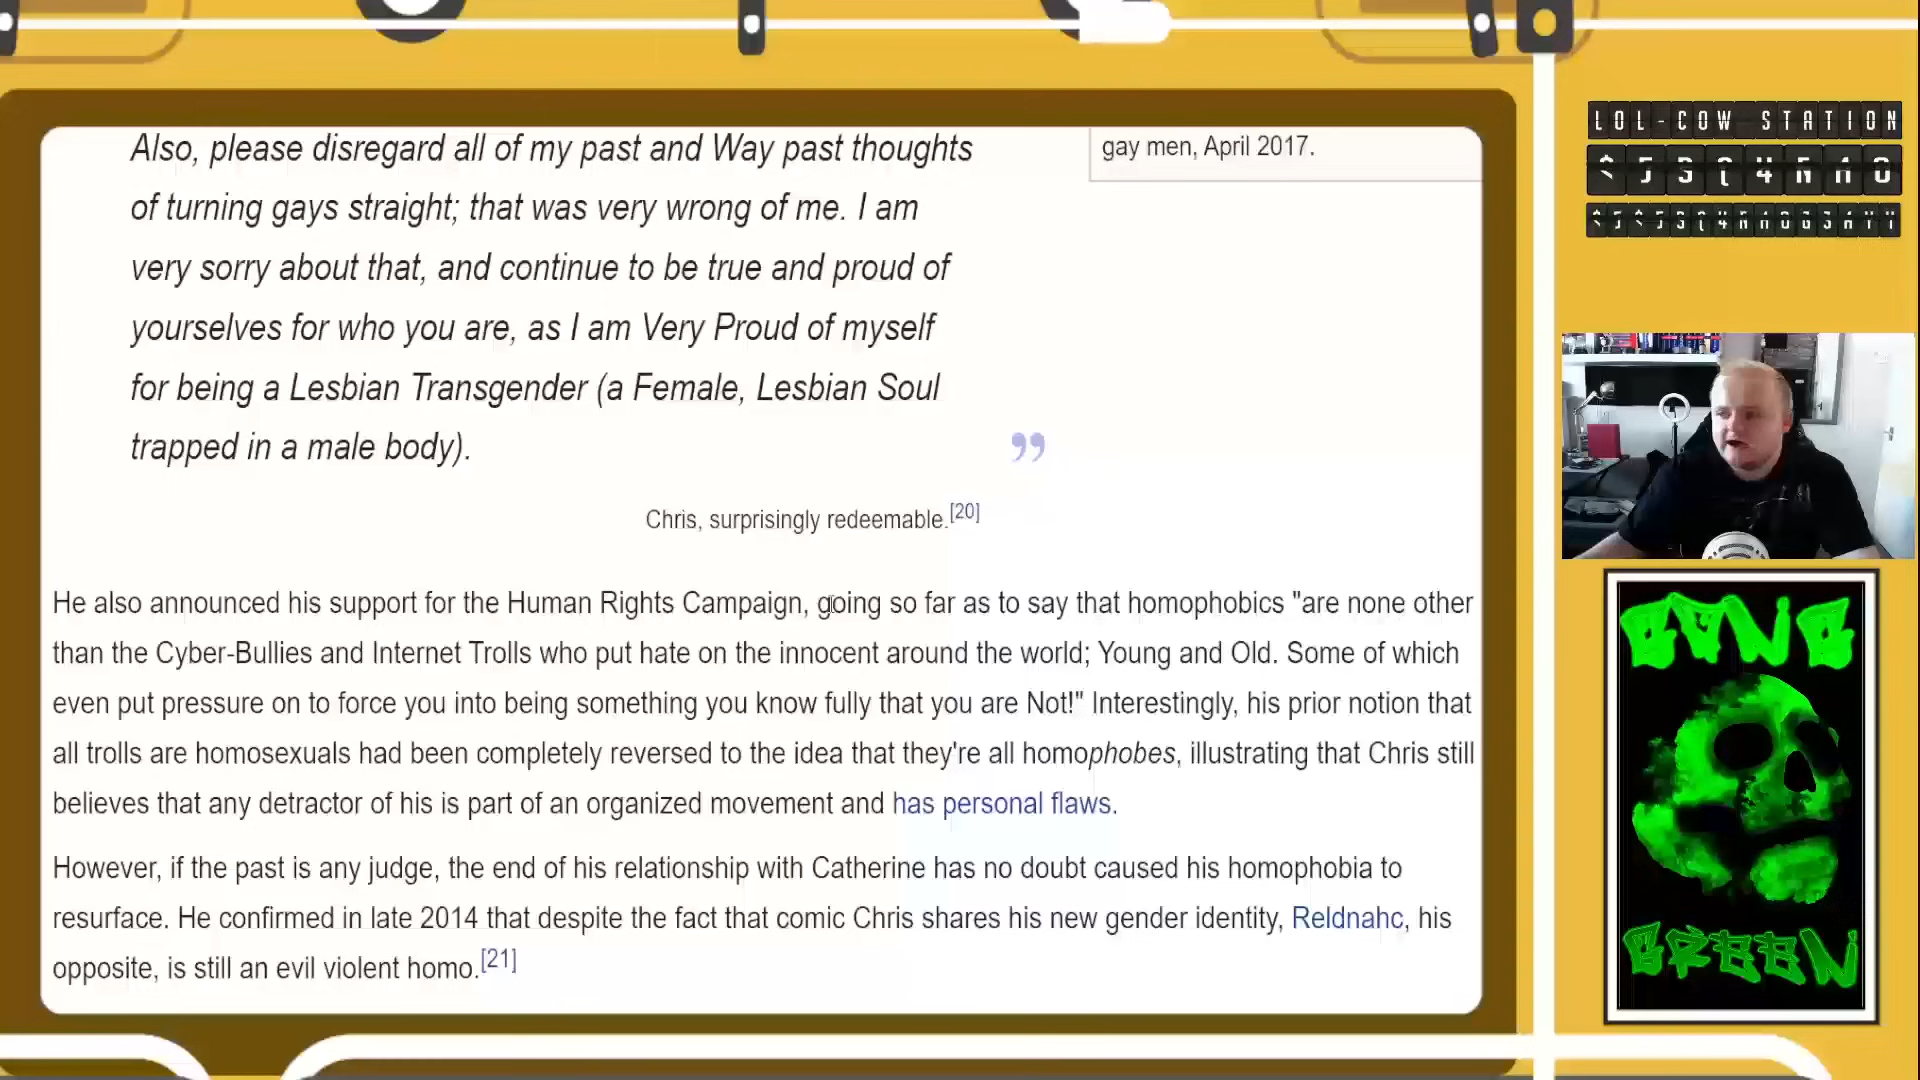 Also, please disregard all of my past and Way past thoughts
of turning gays straight; that was very wrong of me. I am
very sorry about that, and continue to be true and proud of
yourselves for who you are, as I am Very Proud of myself
for being a Lesbian Transgender (a Female, Lesbian Soul
trapped in a male body).
”
Chris, surprisingly redeemable.[20]
gay men, April 2017.
He also announced his support for the Human Rights Campaign, going so far as to say that homophobics "are none other
than the Cyber-Bullies and Internet Trolls who put hate on the innocent around the world; Young and Old. Some of which
even put pressure on to force you into being something you know fully that you are Not!" Interestingly, his prior notion that
all trolls are homosexuals had been completely reversed to the idea that they're all homophobes, illustrating that Chris still
believes that any detractor of his is part of an organized movement and has personal flaws.
However, if the past is any judge, the end of his relationship with Catherine has no doubt caused his homophobia to
resurface. He confirmed in late 2014 that despite the fact that comic Chris shares his new gender identity, Reldnahc, his
opposite, is still an evil violent homo.[21]
LOL-COW STATION
GREEN